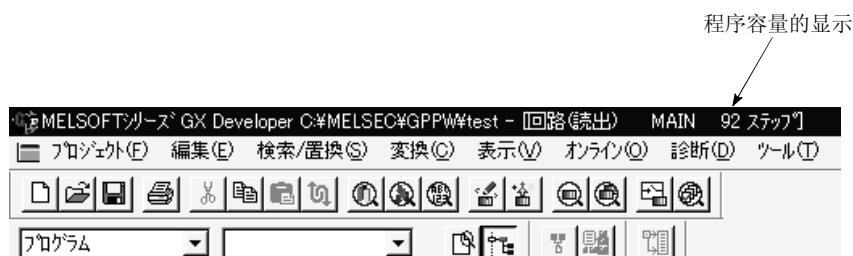 程序容量的显示
MELSOFTｼﾘｰｽﾞ GX Developer C:¥MELSEC¥GPPW¥test - [回路(読出) MAIN 92 ｽﾃｯﾌﾟ]
ﾌﾟﾛｼﾞｪｸﾄ(F) 編集(E) 検索/置換(S) 変換(C) 表示(V) ｵﾝﾗｲﾝ(O) 診断(D) ﾂｰﾙ(T)
ﾌﾟﾛｸﾞﾗﾑ